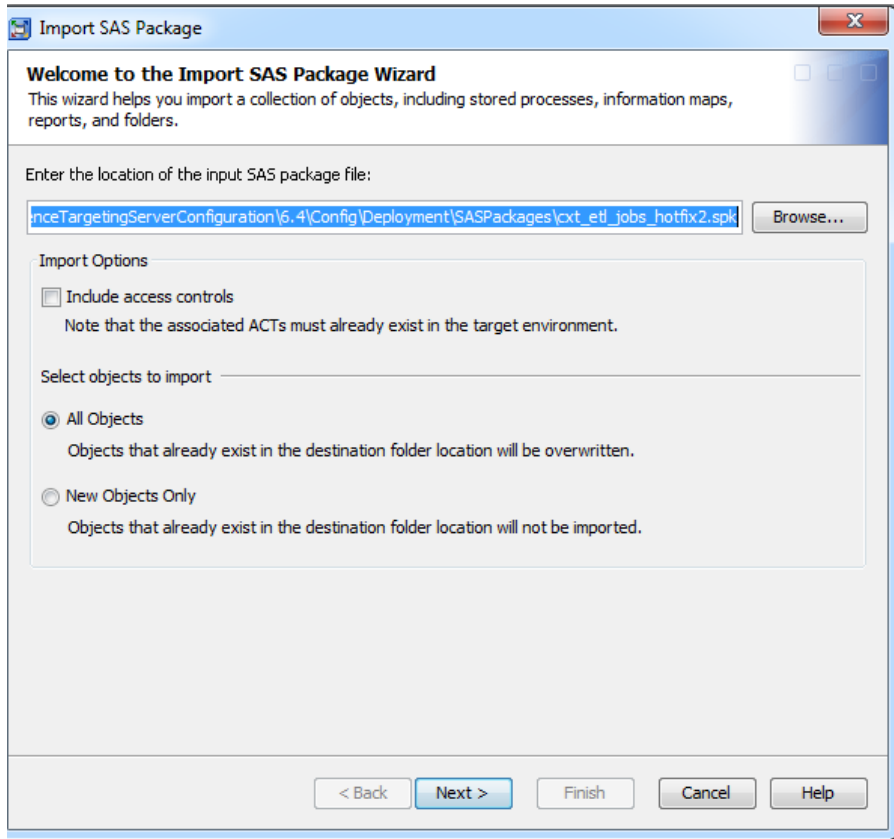 Import SAS Package
Welcome to the Import SAS Package Wizard
This wizard helps you import a collection of objects, including stored processes, information maps,
reports, and folders.
Enter the location of the input SAS package file:
enceTargetingServerConfiguration\6.4\Config\Deployment\SASPackages\cxt_etl_jobs_hotfix2.spk
Browse...
Import Options
Include access controls
Note that the associated ACTs must already exist in the target environment.
Select objects to import
All Objects
Objects that already exist in the destination folder location will be overwritten.
New Objects Only
Objects that already exist in the destination folder location will not be imported.
< Back
Next >
Finish
Cancel
Help